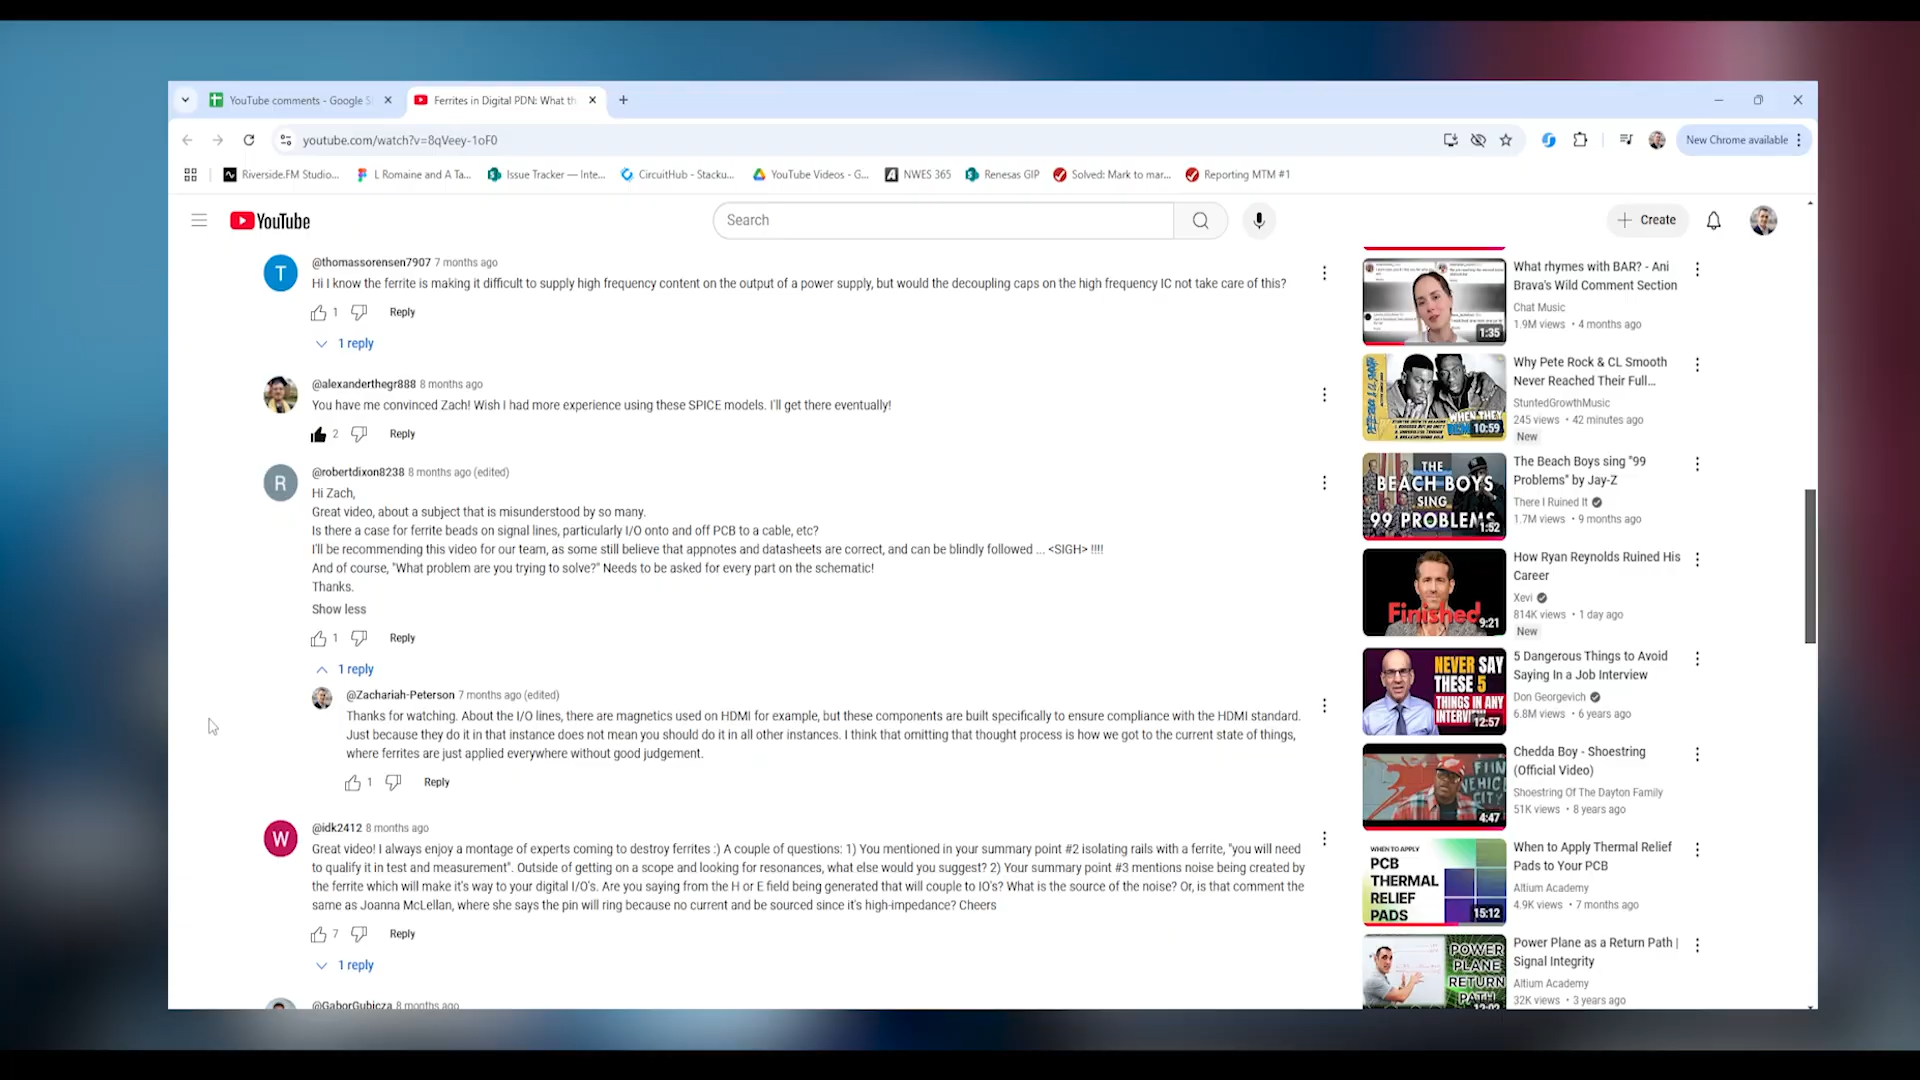 YouTube comments - Google S
Ferrites in Digital PDN: What th
youtube.com/watch?v=8qVeey-1oF0
New Chrome available
Riverside.FM Studio...
L Romaine and A Ta...
Issue Tracker — Inte...
CircuitHub - Stacku...
YouTube Videos - G...
NWES 365
Renesas GIP
Solved: Mark to mar...
Reporting MTM #1
YouTube
Search
Create
T
@thomassorensen7907 7 months ago
Hi I know the ferrite is making it difficult to supply high frequency content on the output of a power supply, but would the decoupling caps on the high frequency IC not take care of this?
1
Reply
1 reply
@alexanderthegr888 8 months ago
You have me convinced Zach! Wish I had more experience using these SPICE models. I'll get there eventually!
2
Reply
R
@robertdixon8238 8 months ago (edited)
Hi Zach,
Great video, about a subject that is misunderstood by so many.
Is there a case for ferrite beads on signal lines, particularly I/O onto and off PCB to a cable, etc?
I'll be recommending this video for our team, as some still believe that appnotes and datasheets are correct, and can be blindly followed ... <SIGH> !!!!
And of course, "What problem are you trying to solve?" Needs to be asked for every part on the schematic!
Thanks.
Show less
1
Reply
1 reply
@Zachariah-Peterson 7 months ago (edited)
Thanks for watching. About the I/O lines, there are magnetics used on HDMI for example, but these components are built specifically to ensure compliance with the HDMI standard.
Just because they do it in that instance does not mean you should do it in all other instances. I think that omitting that thought process is how we got to the current state of things,
where ferrites are just applied everywhere without good judgement.
1
Reply
W
@idk2412 8 months ago
Great video! I always enjoy a montage of experts coming to destroy ferrites :) A couple of questions: 1) You mentioned in your summary point #2 isolating rails with a ferrite, "you will need
to qualify it in test and measurement". Outside of getting on a scope and looking for resonances, what else would you suggest? 2) Your summary point #3 mentions noise being created by
the ferrite which will make it's way to your digital I/O's. Are you saying from the H or E field being generated that will couple to IO's? What is the source of the noise? Or, is that comment the
same as Joanna McLellan, where she says the pin will ring because no current and be sourced since it's high-impedance? Cheers
7
Reply
1 reply
@GaborGubicza 8 months ago
1:35
What rhymes with BAR? - Ani
Brava's Wild Comment Section
Chat Music
1.9M views • 4 months ago
WHEN THEY
10:59
Why Pete Rock & CL Smooth
Never Reached Their Full...
StuntedGrowthMusic
245 views • 42 minutes ago
New
THE
BEACH BOYS
SING
99 PROBLEMS
1:52
The Beach Boys sing "99
Problems" by Jay-Z
There I Ruined It
1.7M views • 9 months ago
Finished
9:21
How Ryan Reynolds Ruined His
Career
Xevi
814K views • 1 day ago
New
NEVER SAY
THESE 5
THINGS IN ANY
12:57
5 Dangerous Things to Avoid
Saying In a Job Interview
Don Georgevich
6.8M views • 6 years ago
4:47
Chedda Boy - Shoestring
(Official Video)
Shoestring Of The Dayton Family
51K views • 8 years ago
WHEN TO APPLY
PCB
THERMAL
RELIEF
PADS
15:12
When to Apply Thermal Relief
Pads to Your PCB
Altium Academy
4.9K views • 7 months ago
POWER
PLANE
RETURN
PATH
Power Plane as a Return Path |
Signal Integrity
Altium Academy
32K views • 3 years ago